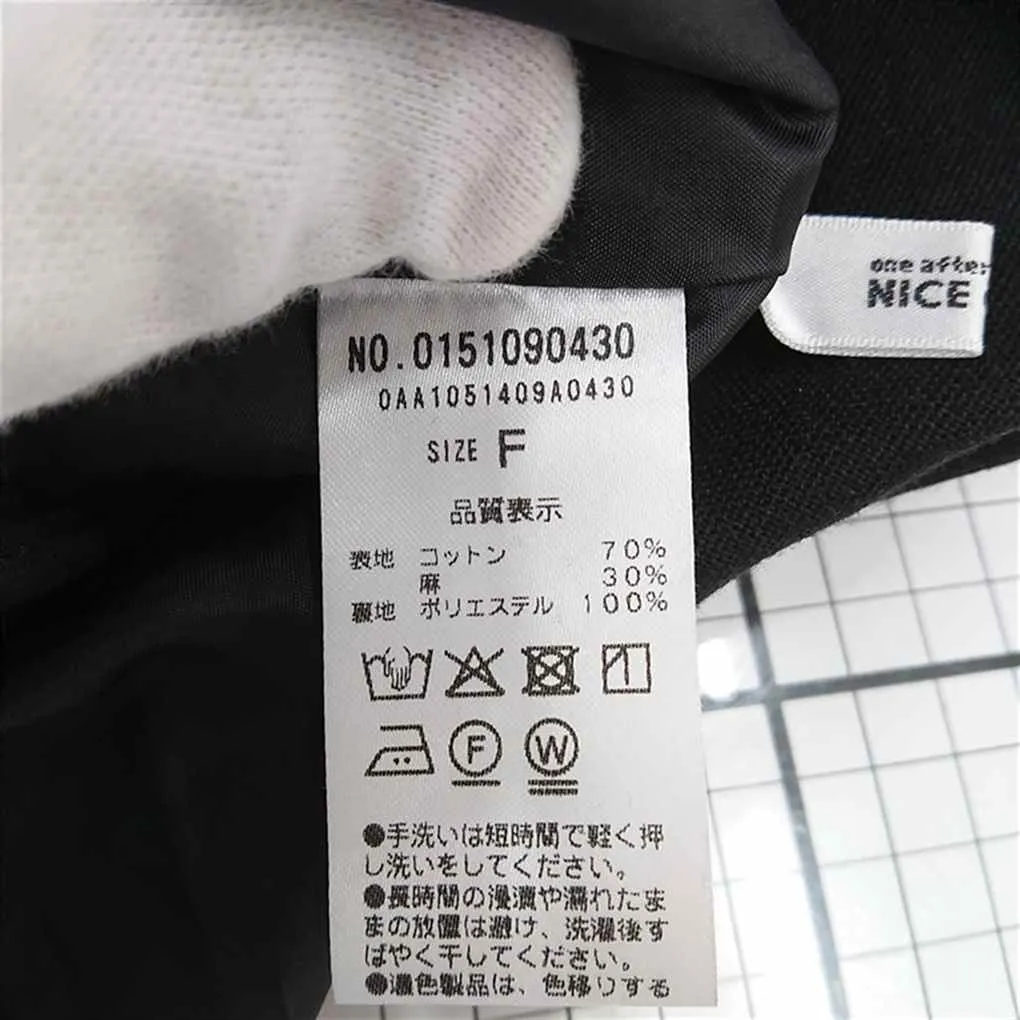 one after
NICE
NO.0151090430
0AA1051409A0430
SIZE F
品質表示
表地 コットン 70%
麻 30%
裏地 ポリエステル 100%
F W
●手洗いは短時間で軽く押
し洗いをしてください。
●長時間の浸漬や濡れたま
まの放置は避け、洗濯後す
ばやく干してください。
●濃色製品は、色移りする